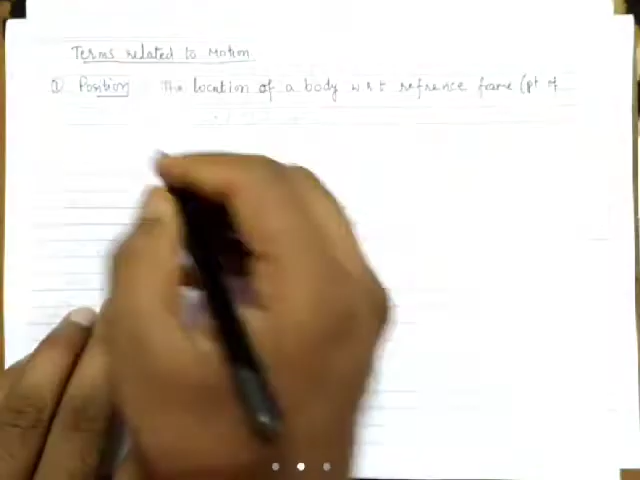 Terms related to Motion
① Position The location of a body w r t refrence frame (pt of